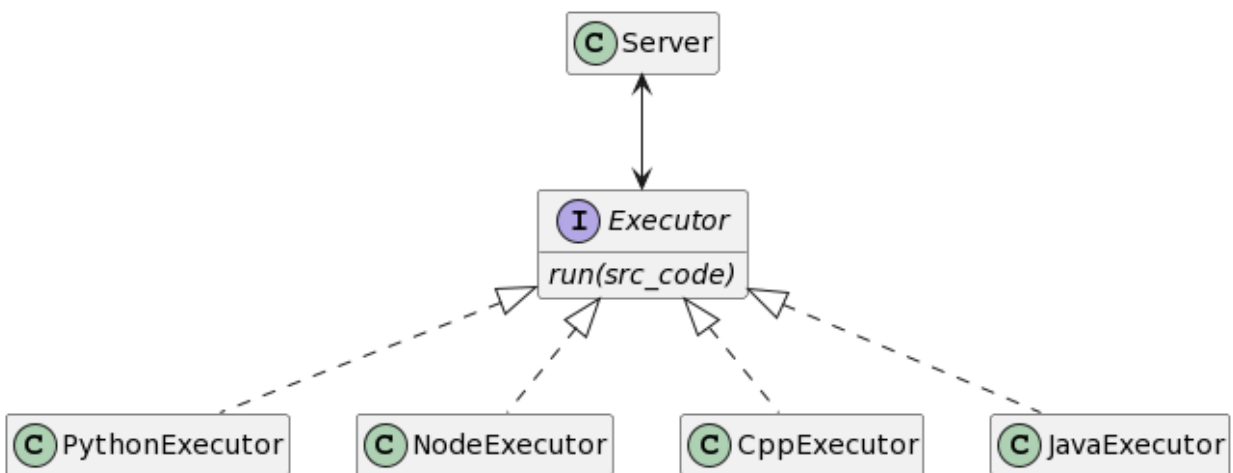 C Server
I Executor
run(src_code)
C PythonExecutor
C NodeExecutor
C CppExecutor
C JavaExecutor